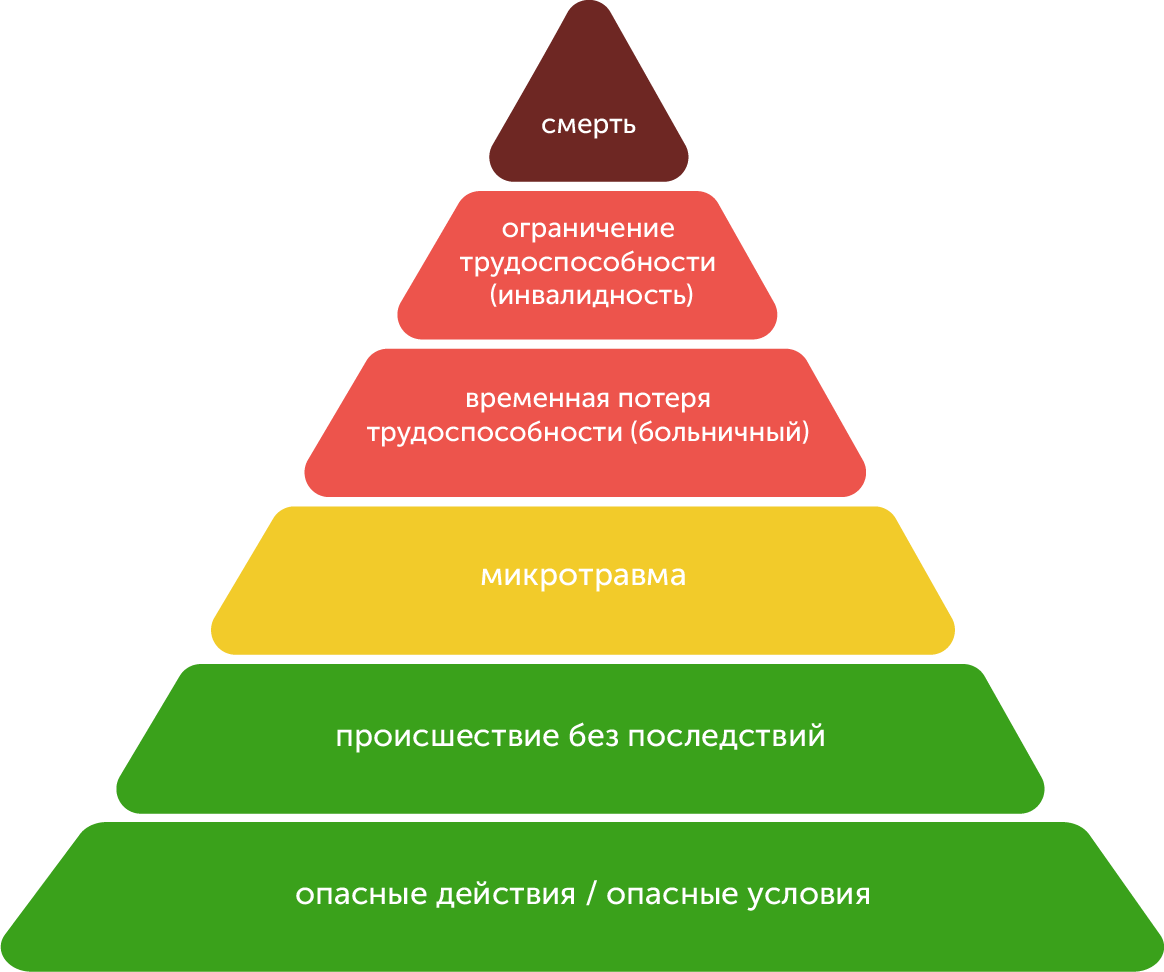 смерть
ограничение
трудоспособности
(инвалидность)
временная потеря
трудоспособности (больничный)
микротравма
происшествие без последствий
опасные действия / опасные условия